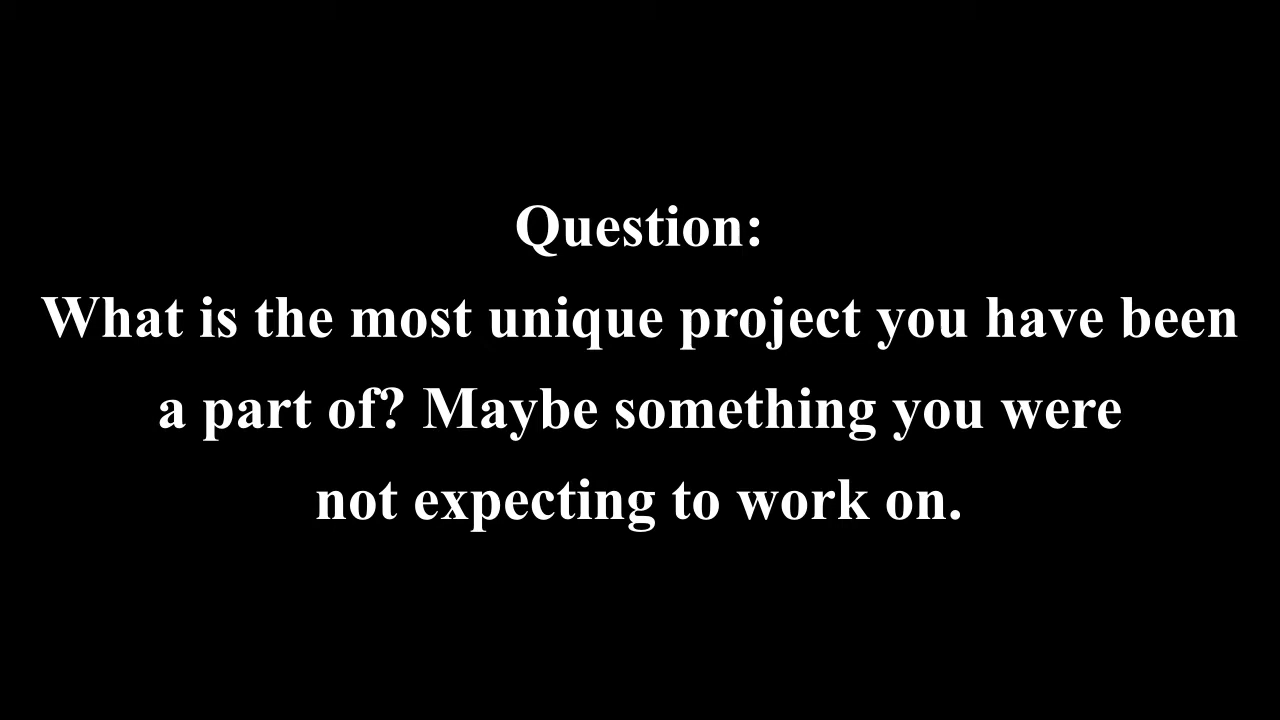 Question:
What is the most unique project you have been
a part of? Maybe something you were
not expecting to work on.